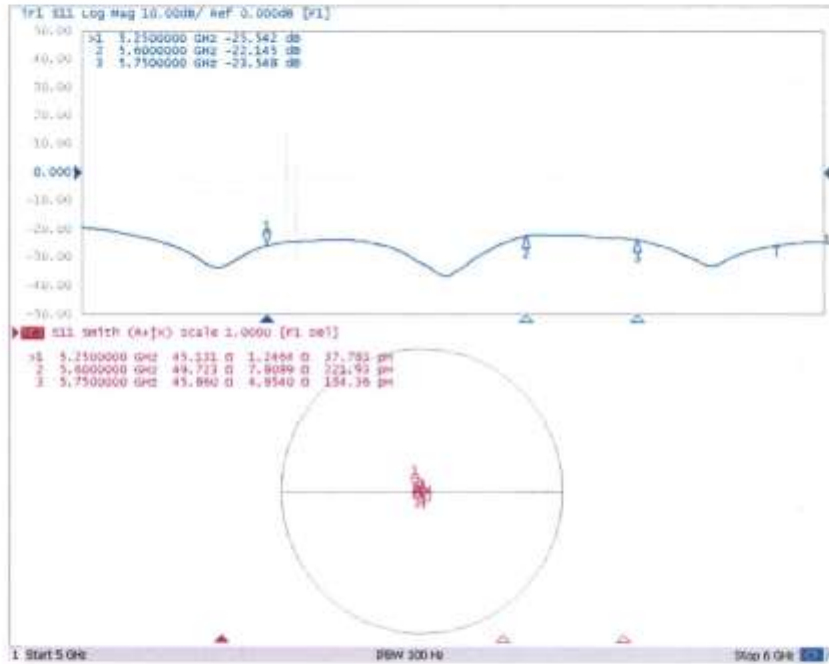 Tr1 S11 Log Mag 10.00dB/ Ref 0.000dB [F1]
50.00
>1 5.2500000 GHz -25.542 dB
2 5.6000000 GHz -22.145 dB
3 5.7500000 GHz -23.548 dB
40.00
30.00
20.00
10.00
0.000
-10.00
-20.00
-30.00
-40.00
-50.00
S11 Smith (R+jX) Scale 1.000U [F1 Del]
>1 5.2500000 GHz 45.131 Ω 1.2464 Ω 37.783 pH
2 5.6000000 GHz 49.723 Ω 7.8089 Ω 221.93 pH
3 5.7500000 GHz 45.860 Ω 4.8540 Ω 134.36 pH
1 Start 5 GHz IFBW 300 Hz Stop 6 GHz